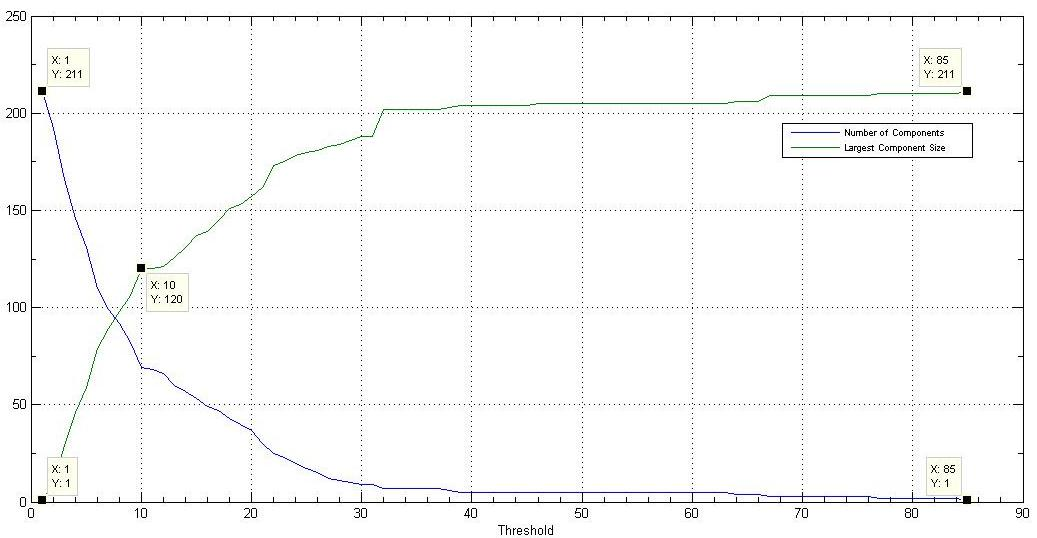 250
X: 1
Y: 211
X: 85
Y: 211
200
Number of Components
Largest Component Size
150
X: 10
Y: 120
100
50
X: 1
Y: 1
X: 85
Y: 1
0
0 10 20 30 40 50 60 70 80 90
Threshold